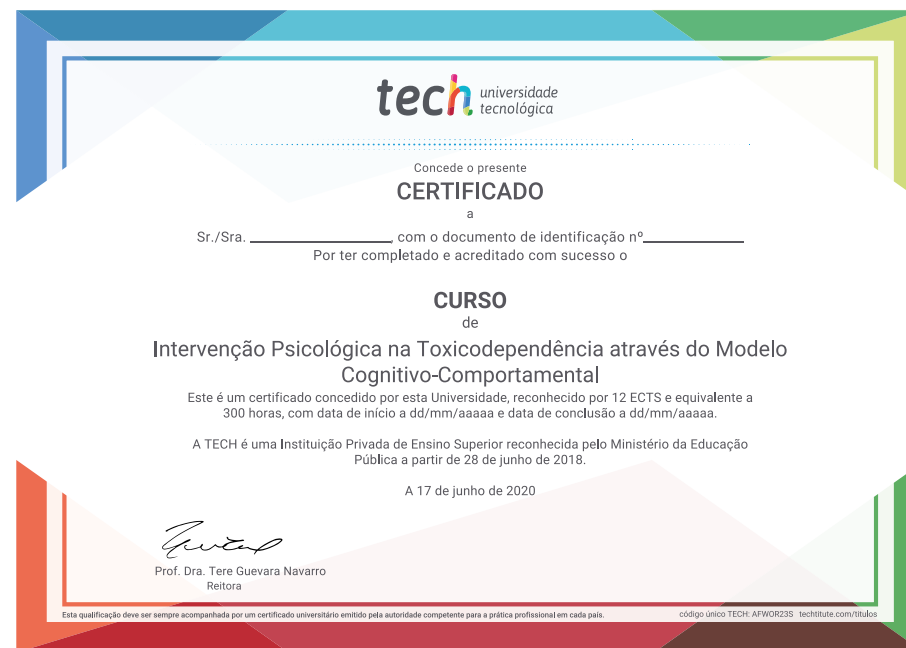 tech universidade
tecnológica
Concede o presente
CERTIFICADO
a
Sr./Sra. , com o documento de identificação nº
Por ter completado e acreditado com sucesso o
CURSO
de
Intervenção Psicológica na Toxicodependência através do Modelo
Cognitivo-Comportamental
Este é um certificado concedido por esta Universidade, reconhecido por 12 ECTS e equivalente a
300 horas, com data de início a dd/mm/aaaaa e data de conclusão a dd/mm/aaaaa.
A TECH é uma Instituição Privada de Ensino Superior reconhecida pelo Ministério da Educação
Pública a partir de 28 de junho de 2018.
A 17 de junho de 2020
Prof. Dra. Tere Guevara Navarro
Reitora
Esta qualificação deve ser sempre acompanhada por um certificado universitário emitido pela autoridade competente para a prática profissional em cada país.
código único TECH: AFWOR23S techtitute.com/titulos